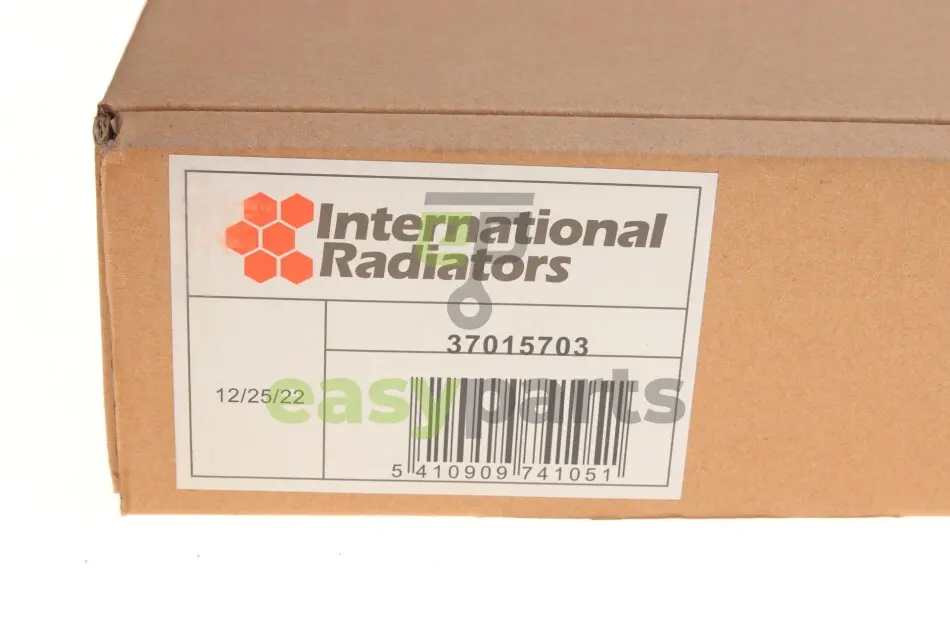 International
Radiators
37015703
12/25/22
easyparts
5 410909 741051